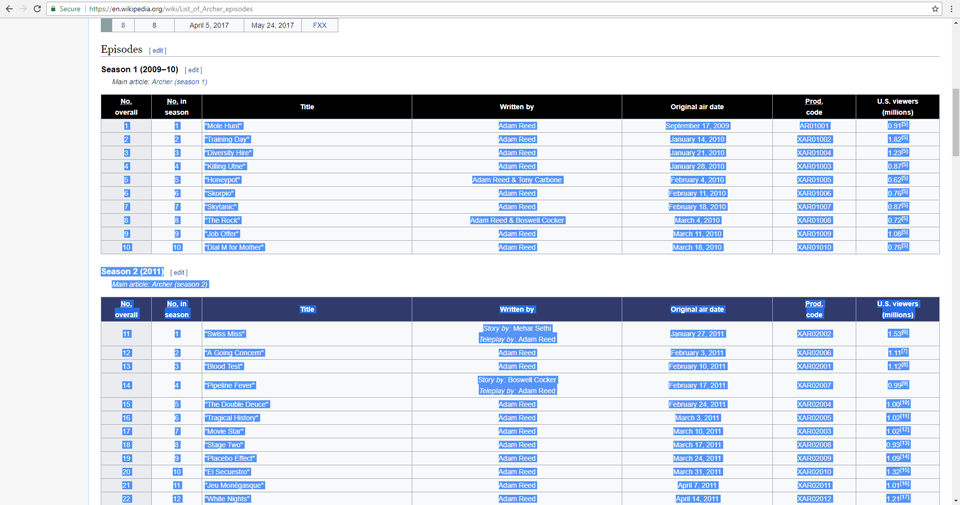 Secure https://en.wikipedia.org/wiki/List_of_Archer_episodes
8 8 April 5, 2017 May 24, 2017 FXX
Episodes [ edit ]
Season 1 (2009–10) [ edit ]
Main article: Archer (season 1)
No. overall No. in season Title Written by Original air date Prod. code U.S. viewers (millions)
1 1 "Mole Hunt" Adam Reed September 17, 2009 AR01001 0.91[5]
2 2 "Training Day" Adam Reed January 14, 2010 XAR01002 1.82[5]
3 3 "Diversity Hire" Adam Reed January 21, 2010 XAR01004 1.23[5]
4 4 "Killing Utne" Adam Reed January 28, 2010 XAR01003 0.87[5]
5 5 "Honeypot" Adam Reed & Tony Carbone February 4, 2010 XAR01005 0.62[5]
6 6 "Skorpio" Adam Reed February 11, 2010 XAR01006 0.76[5]
7 7 "Skytanic" Adam Reed February 18, 2010 XAR01007 0.87[5]
8 8 "The Rock" Adam Reed & Boswell Cocker March 4, 2010 XAR01008 0.72[5]
9 9 "Job Offer" Adam Reed March 11, 2010 XAR01009 1.08[5]
10 10 "Dial M for Mother" Adam Reed March 18, 2010 XAR01010 0.76[5]
Season 2 (2011) [ edit ]
Main article: Archer (season 2)
No. overall No. in season Title Written by Original air date Prod. code U.S. viewers (millions)
11 1 "Swiss Miss" Story by: Mehar Sethi Teleplay by: Adam Reed January 27, 2011 XAR02002 1.53[6]
12 2 "A Going Concern" Adam Reed February 3, 2011 XAR02006 1.11[7]
13 3 "Blood Test" Adam Reed February 10, 2011 XAR02001 1.12[8]
14 4 "Pipeline Fever" Story by: Boswell Cocker Teleplay by: Adam Reed February 17, 2011 XAR02007 0.99[9]
15 5 "The Double Deuce" Adam Reed February 24, 2011 XAR02004 1.00[10]
16 6 "Tragical History" Adam Reed March 3, 2011 XAR02005 1.02[11]
17 7 "Movie Star" Adam Reed March 10, 2011 XAR02003 1.02[12]
18 8 "Stage Two" Adam Reed March 17, 2011 XAR02008 0.93[13]
19 9 "Placebo Effect" Adam Reed March 24, 2011 XAR02009 1.09[14]
20 10 "El Secuestro" Adam Reed March 31, 2011 XAR02010 1.32[15]
21 11 "Jeu Monégasque" Adam Reed April 7, 2011 XAR02011 1.01[16]
22 12 "White Nights" Adam Reed April 14, 2011 XAR02012 1.21[17]